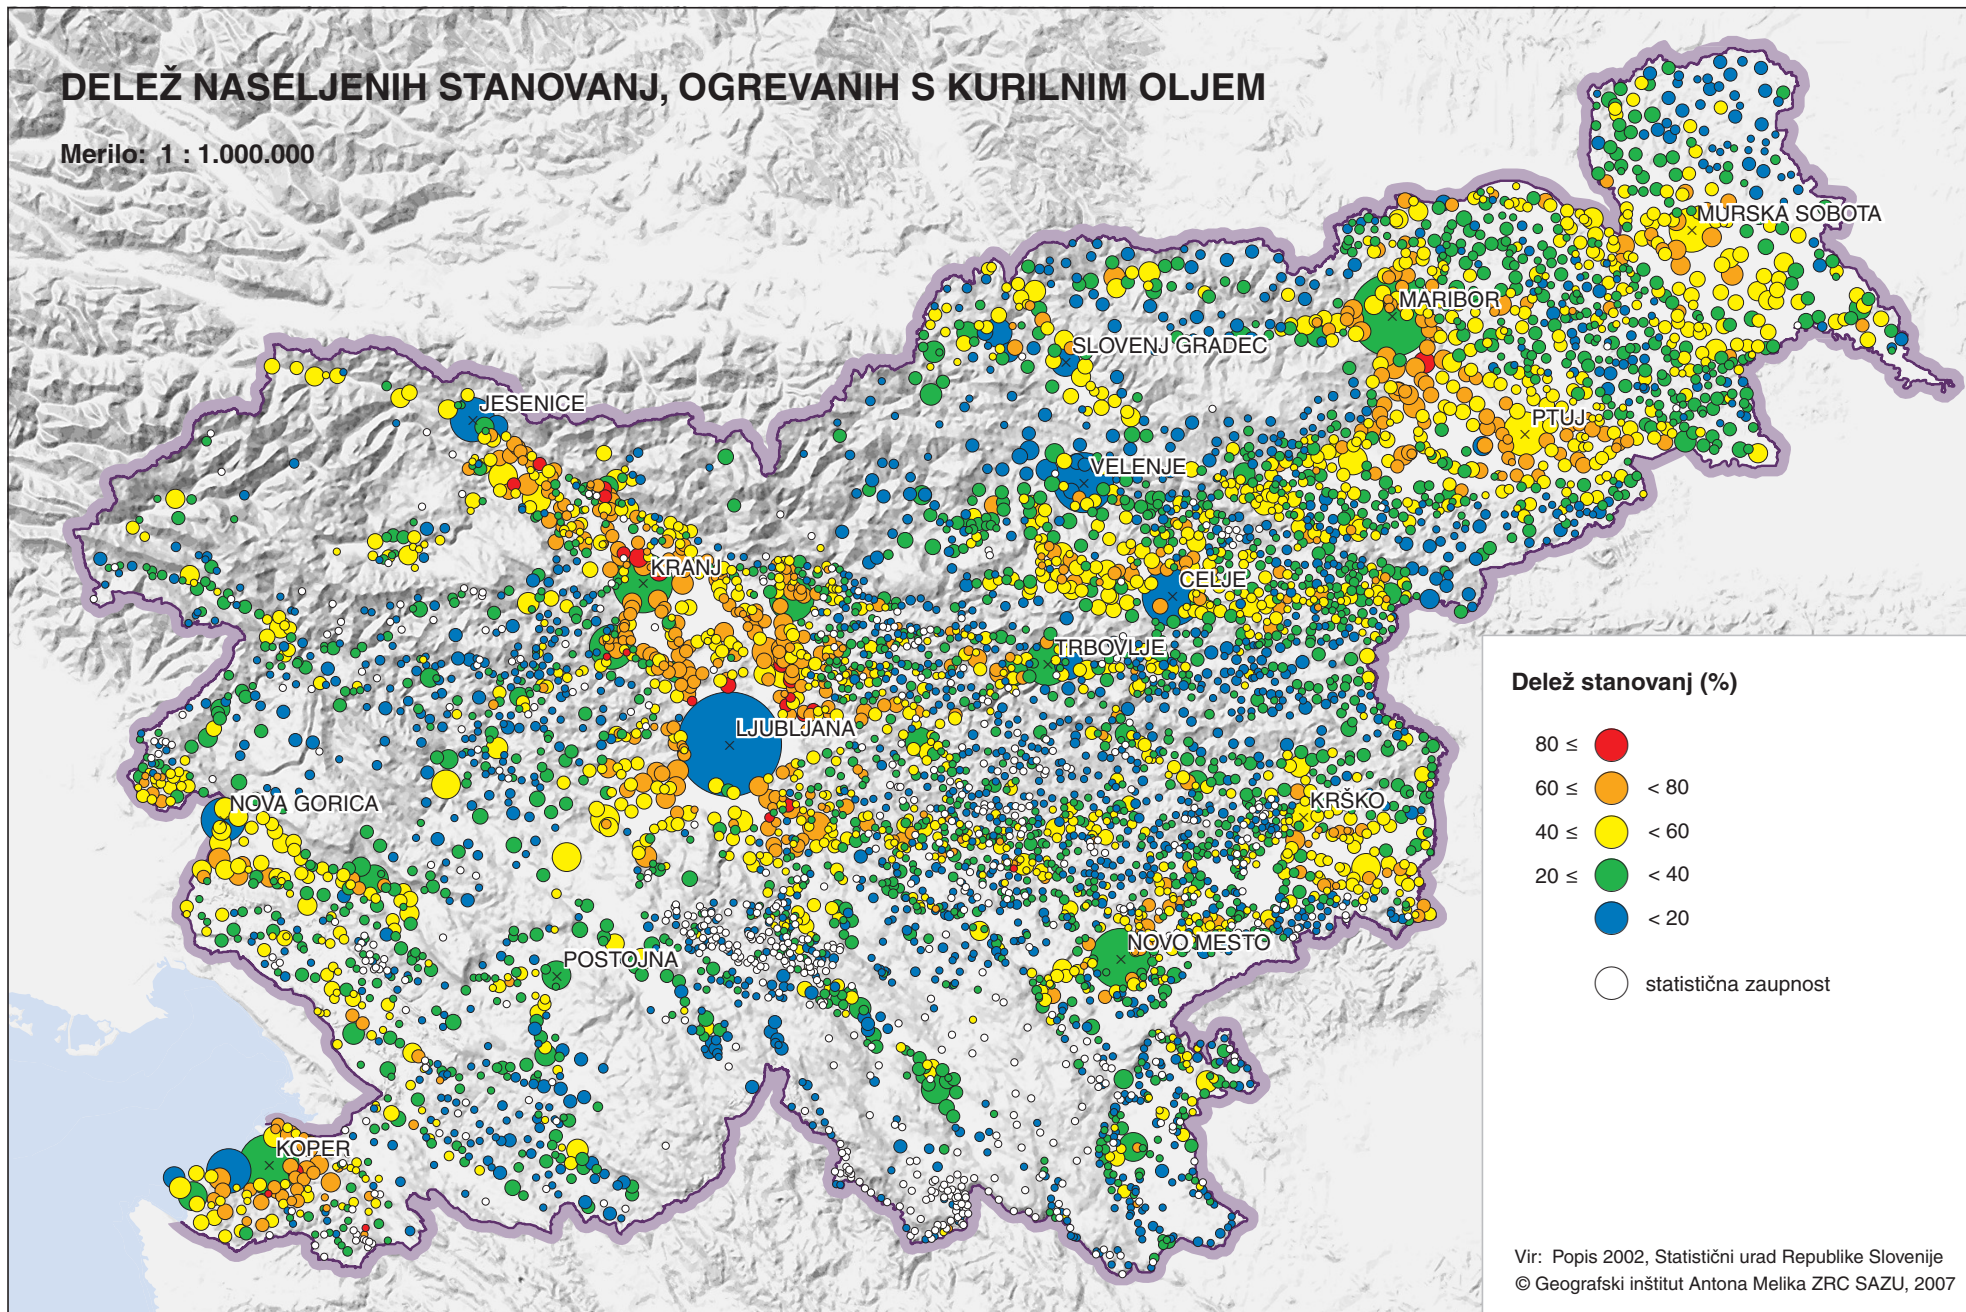 DELEŽ NASELJENIH STANOVANJ, OGREVANIH S KURILNIM OLJEM
Merilo: 1 : 1.000.000
MURSKA SOBOTA
MARIBOR
SLOVENJ GRADEC
JESENICE
PTUJ
VELENJE
KRANJ
CELJE
TRBOVLJE
LJUBLJANA
NOVA GORICA
KRŠKO
NOVO MESTO
POSTOJNA
KOPER
Delež stanovanj (%)
80 ≤
60 ≤ < 80
40 ≤ < 60
20 ≤ < 40
< 20
statistična zaupnost
Vir: Popis 2002, Statistični urad Republike Slovenije
© Geografski inštitut Antona Melika ZRC SAZU, 2007